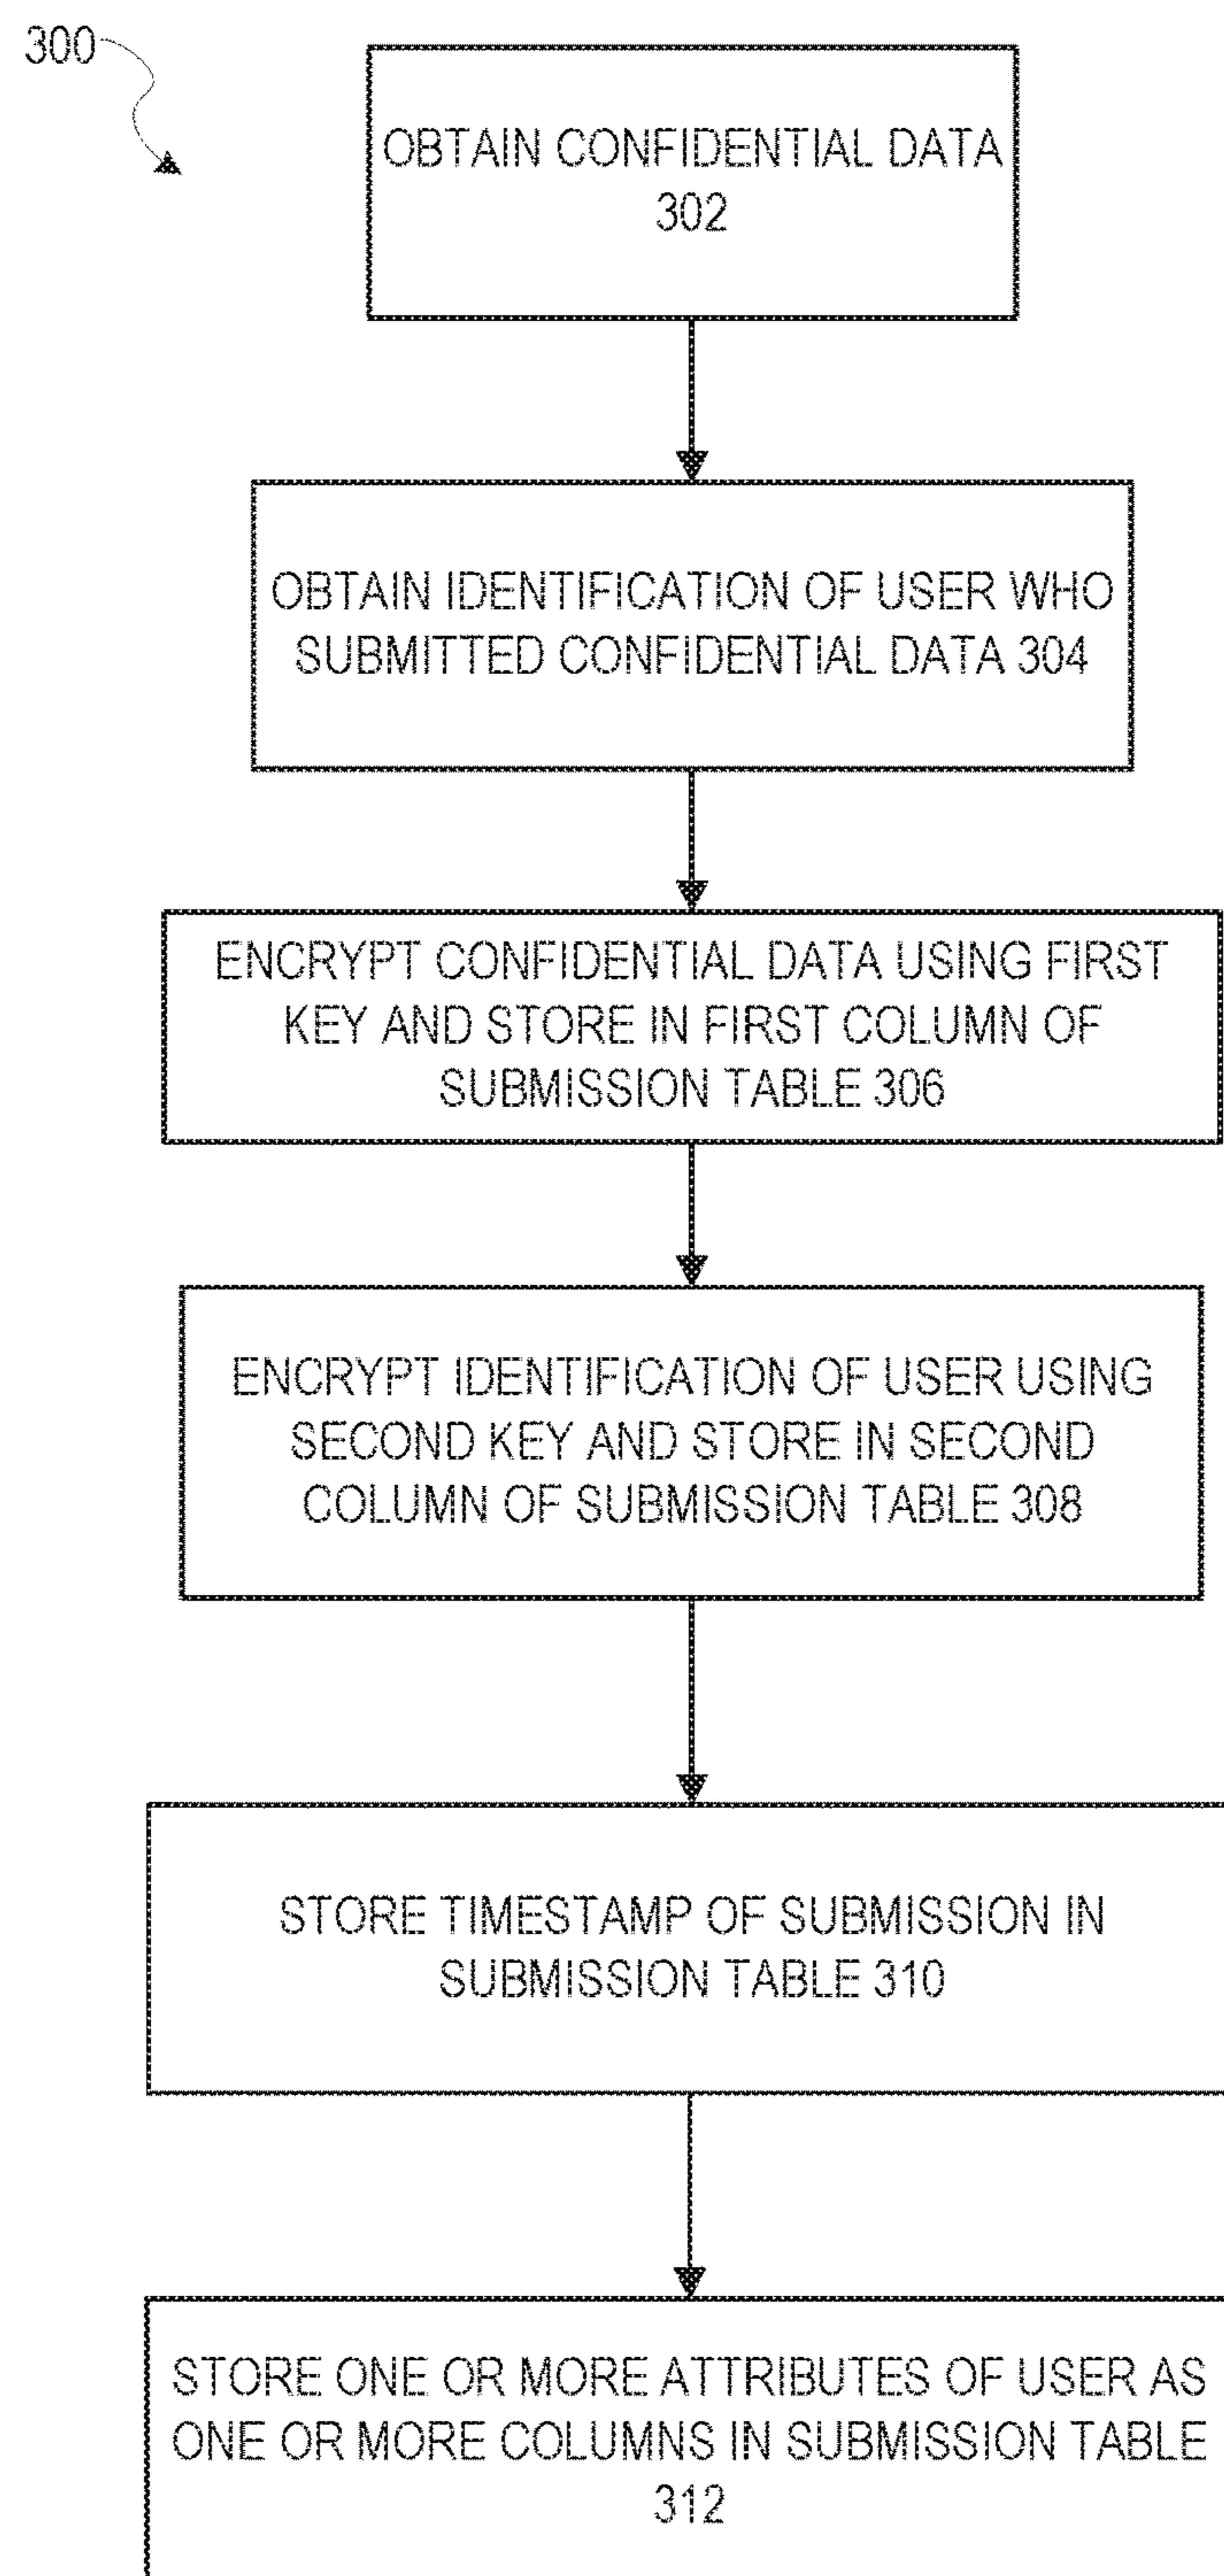 300
OBTAIN CONFIDENTIAL DATA
302
OBTAIN IDENTIFICATION OF USER WHO
SUBMITTED CONFIDENTIAL DATA 304
ENCRYPT CONFIDENTIAL DATA USING FIRST
KEY AND STORE IN FIRST COLUMN OF
SUBMISSION TABLE 306
ENCRYPT IDENTIFICATION OF USER USING
SECOND KEY AND STORE IN SECOND
COLUMN OF SUBMISSION TABLE 308
STORE TIMESTAMP OF SUBMISSION IN
SUBMISSION TABLE 310
STORE ONE OR MORE ATTRIBUTES OF USER AS
ONE OR MORE COLUMNS IN SUBMISSION TABLE
312